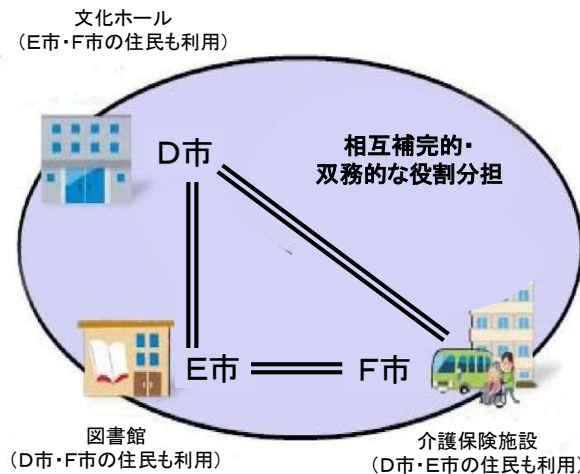 文化ホール
（E市・F市の住民も利用）
D市
相互補完的・
双務的な役割分担
E市
F市
図書館
（D市・F市の住民も利用）
介護保険施設
（D市・E市の住民も利用）